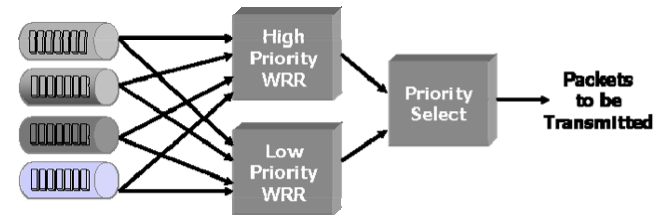 High
Priority
WRR
Low
Priority
WRR
Priority
Select
Packets
to be
Transmitted